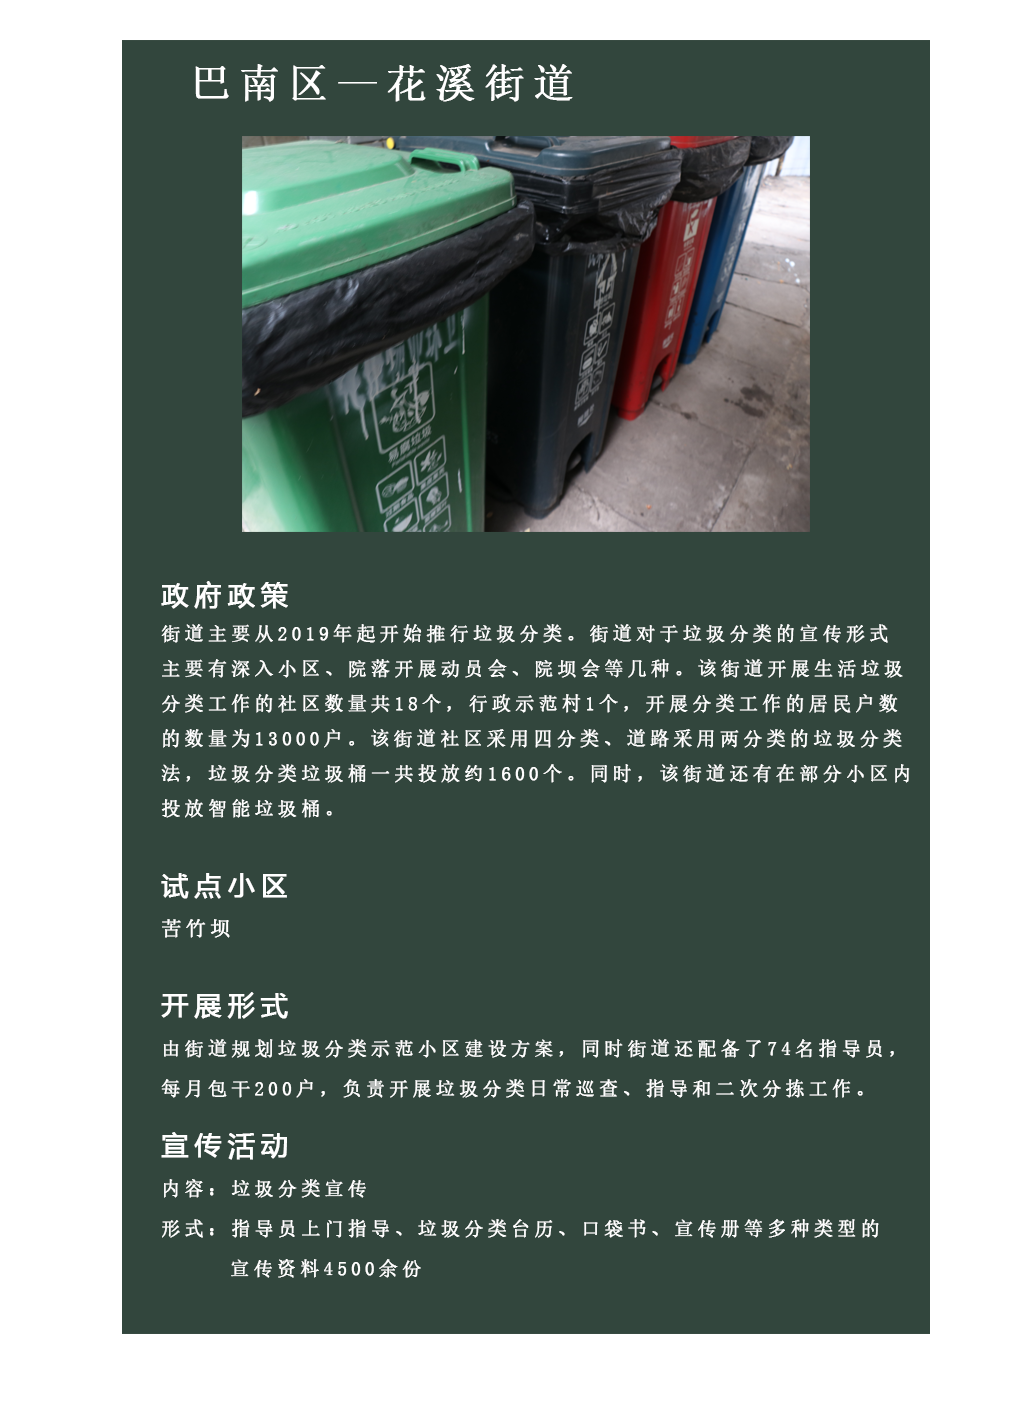 巴南区—花溪街道
易腐垃圾
政府政策
街道主要从2019年起开始推行垃圾分类。街道对于垃圾分类的宣传形式
主要有深入小区、院落开展动员会、院坝会等几种。该街道开展生活垃圾
分类工作的社区数量共18个，行政示范村1个，开展分类工作的居民户数
的数量为13000户。该街道社区采用四分类、道路采用两分类的垃圾分类
法，垃圾分类垃圾桶一共投放约1600个。同时，该街道还有在部分小区内
投放智能垃圾桶。
试点小区
苦竹坝
开展形式
由街道规划垃圾分类示范小区建设方案，同时街道还配备了74名指导员，
每月包干200户，负责开展垃圾分类日常巡查、指导和二次分拣工作。
宣传活动
内容：垃圾分类宣传
形式：指导员上门指导、垃圾分类台历、口袋书、宣传册等多种类型的
宣传资料4500余份